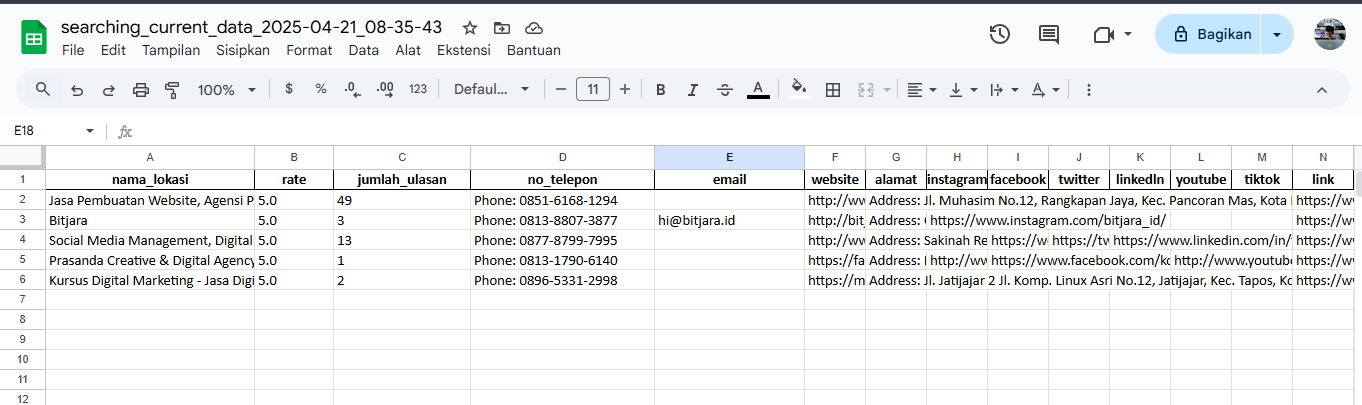 searching_current_data_2025-04-21_08-35-43
File Edit Tampilan Sisipkan Format Data Alat Ekstensi Bantuan
Bagikan
100% $ % .0 .00 123 Defaul... − 11 + B I S A
E18 fx
A B C D E F G H I J K L M N
1 nama_lokasi rate jumlah_ulasan no_telepon email website alamat instagram facebook twitter linkedln youtube tiktok link
2 Jasa Pembuatan Website, Agensi P 5.0 49 Phone: 0851-6168-1294 http://ww Address: Jl. Muhasim No.12, Rangkapan Jaya, Kec. Pancoran Mas, Kota https://w
3 Bitjara 5.0 3 Phone: 0813-8807-3877 hi@bitjara.id http://bit Address: https://www.instagram.com/bitjara_id/ https://w
4 Social Media Management, Digital 5.0 13 Phone: 0877-8799-7995 http://ww Address: Sakinah Re https://w https://tw https://www.linkedin.com/in/ https://w
5 Prasanda Creative & Digital Agency 5.0 1 Phone: 0813-1790-6140 https://fa Address: http://ww https://www.facebook.com/k http://www.youtube https://w
6 Kursus Digital Marketing - Jasa Digi 5.0 2 Phone: 0896-5331-2998 https://m Address: Jl. Jatijajar 2 Jl. Komp. Linux Asri No.12, Jatijajar, Kec. Tapos, Ko https://w
7
8
9
10
11
12